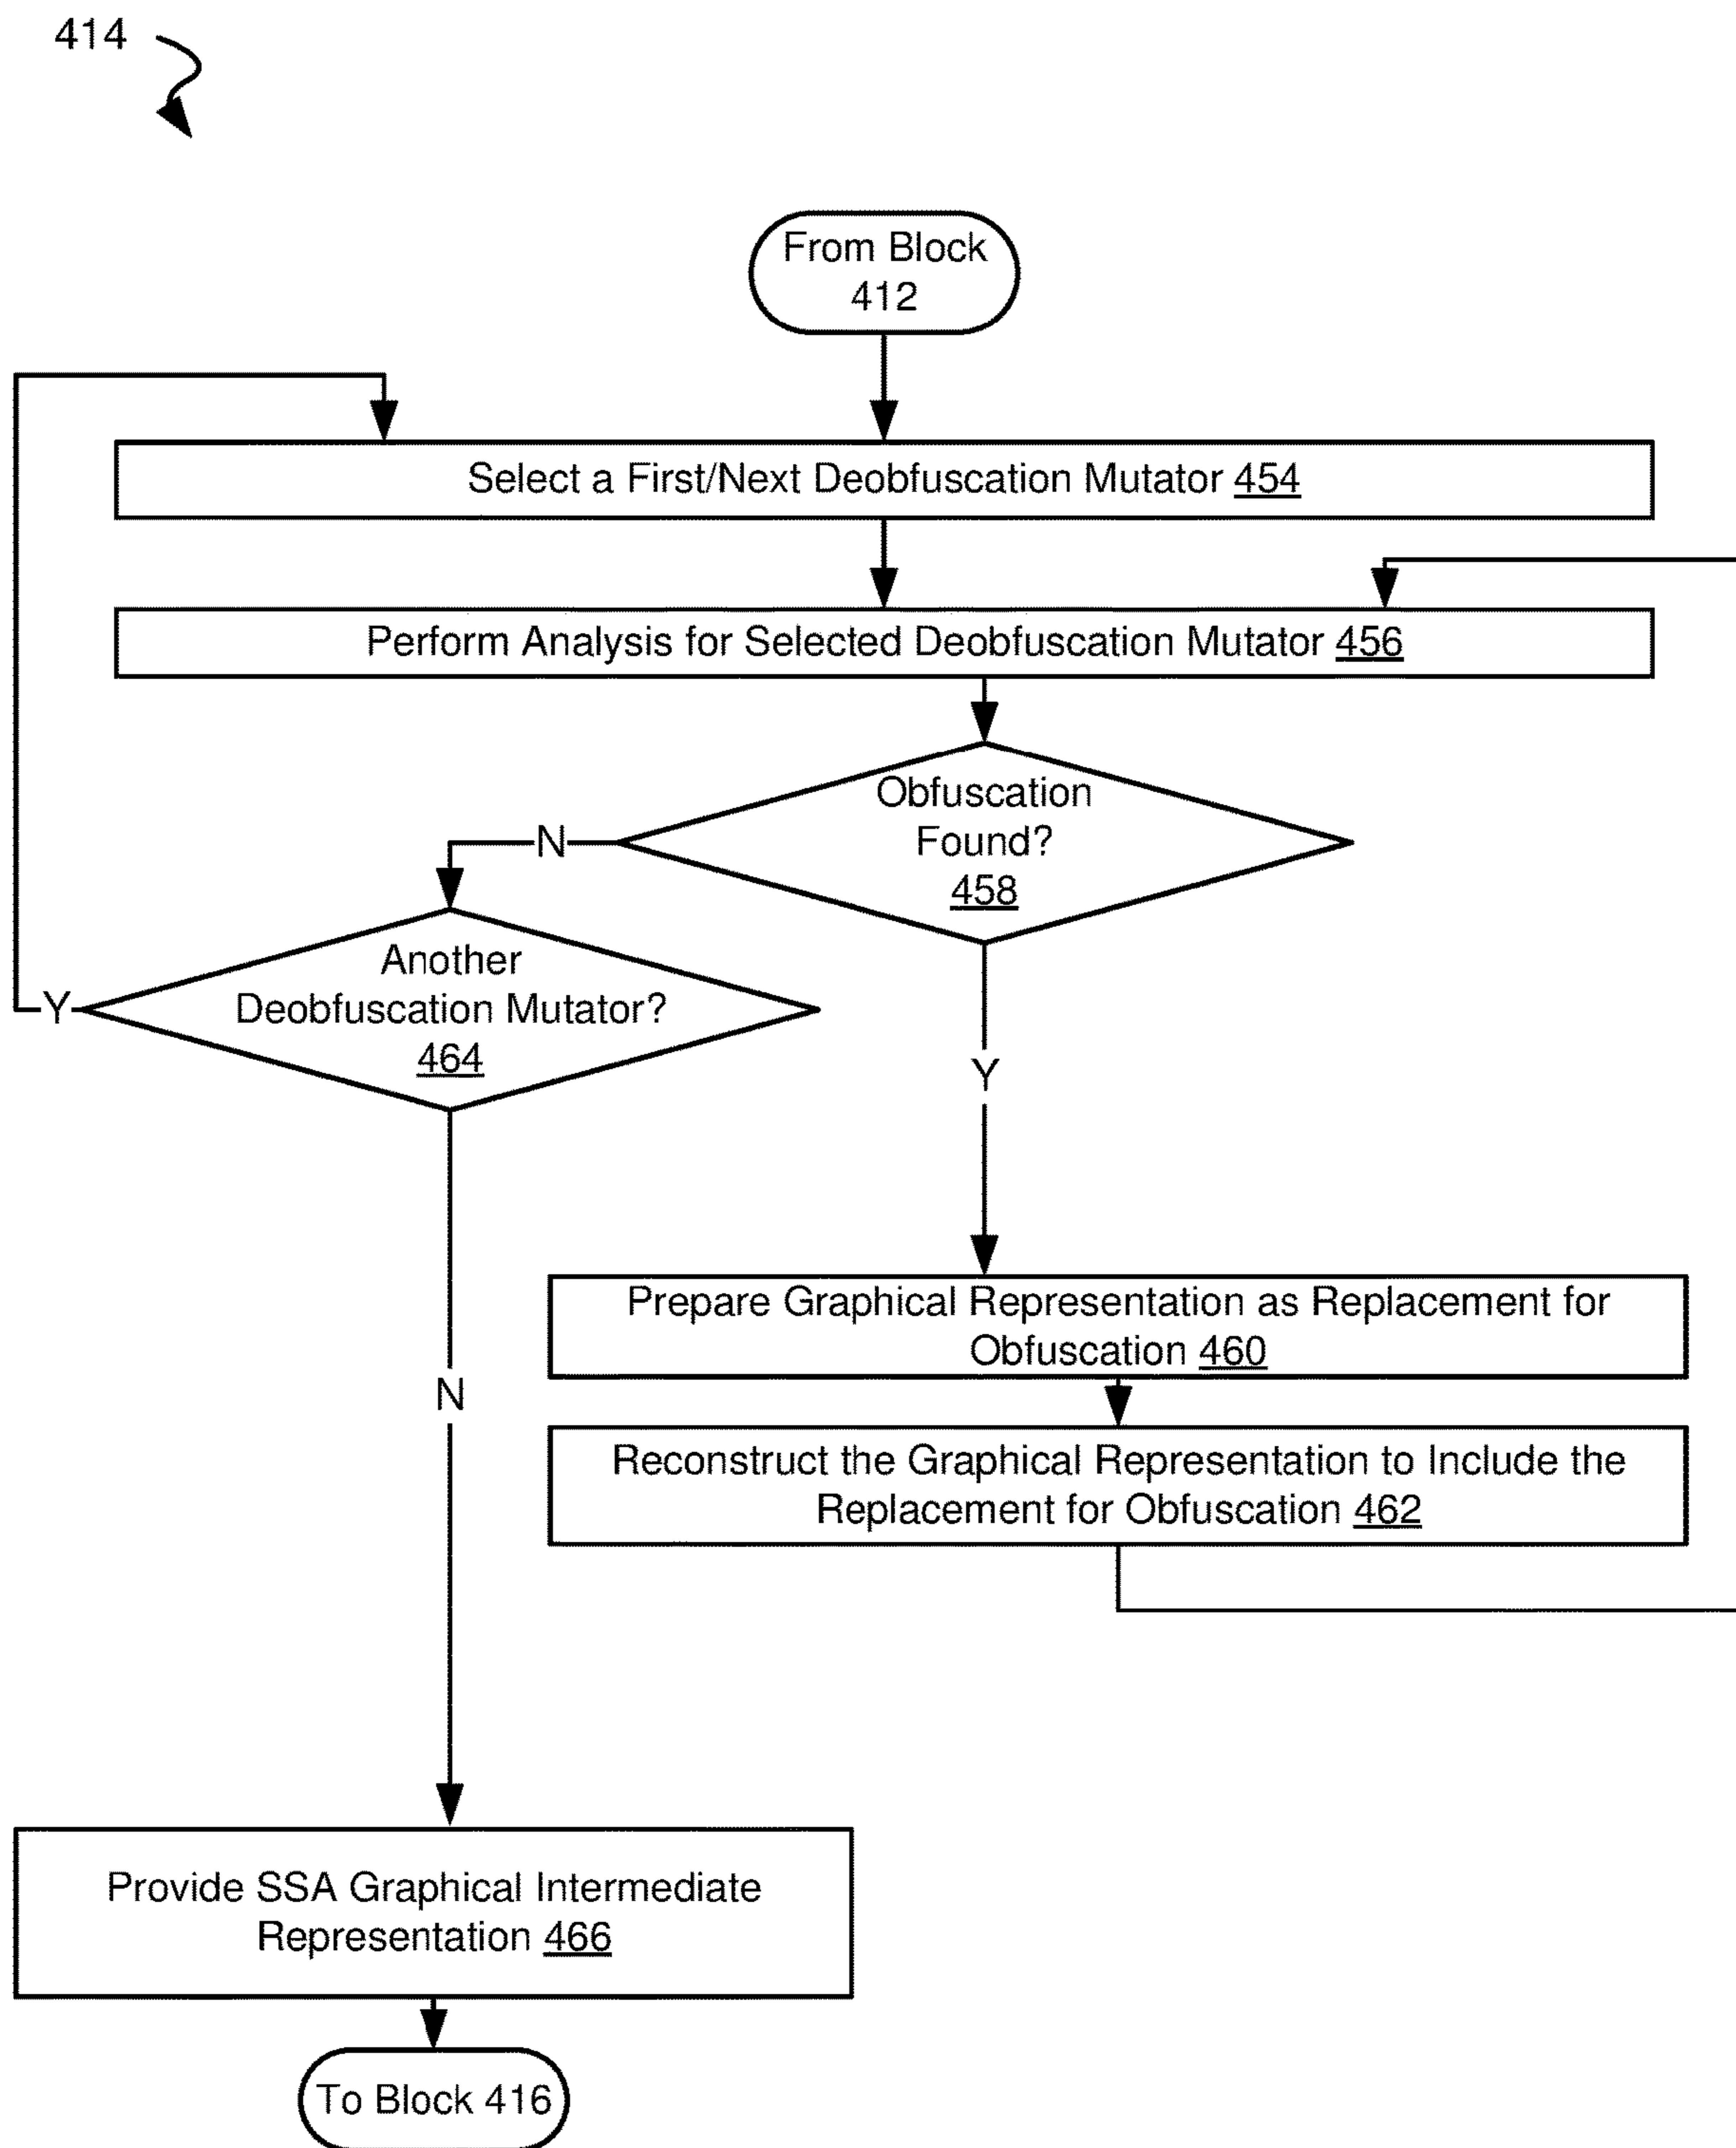 414
From Block
412
Select a First/Next Deobfuscation Mutator 454
Perform Analysis for Selected Deobfuscation Mutator 456
Obfuscation
Found?
458
N
Another
Deobfuscation Mutator?
464
Y
Y
N
Prepare Graphical Representation as Replacement for
Obfuscation 460
Reconstruct the Graphical Representation to Include the
Replacement for Obfuscation 462
Provide SSA Graphical Intermediate
Representation 466
To Block 416